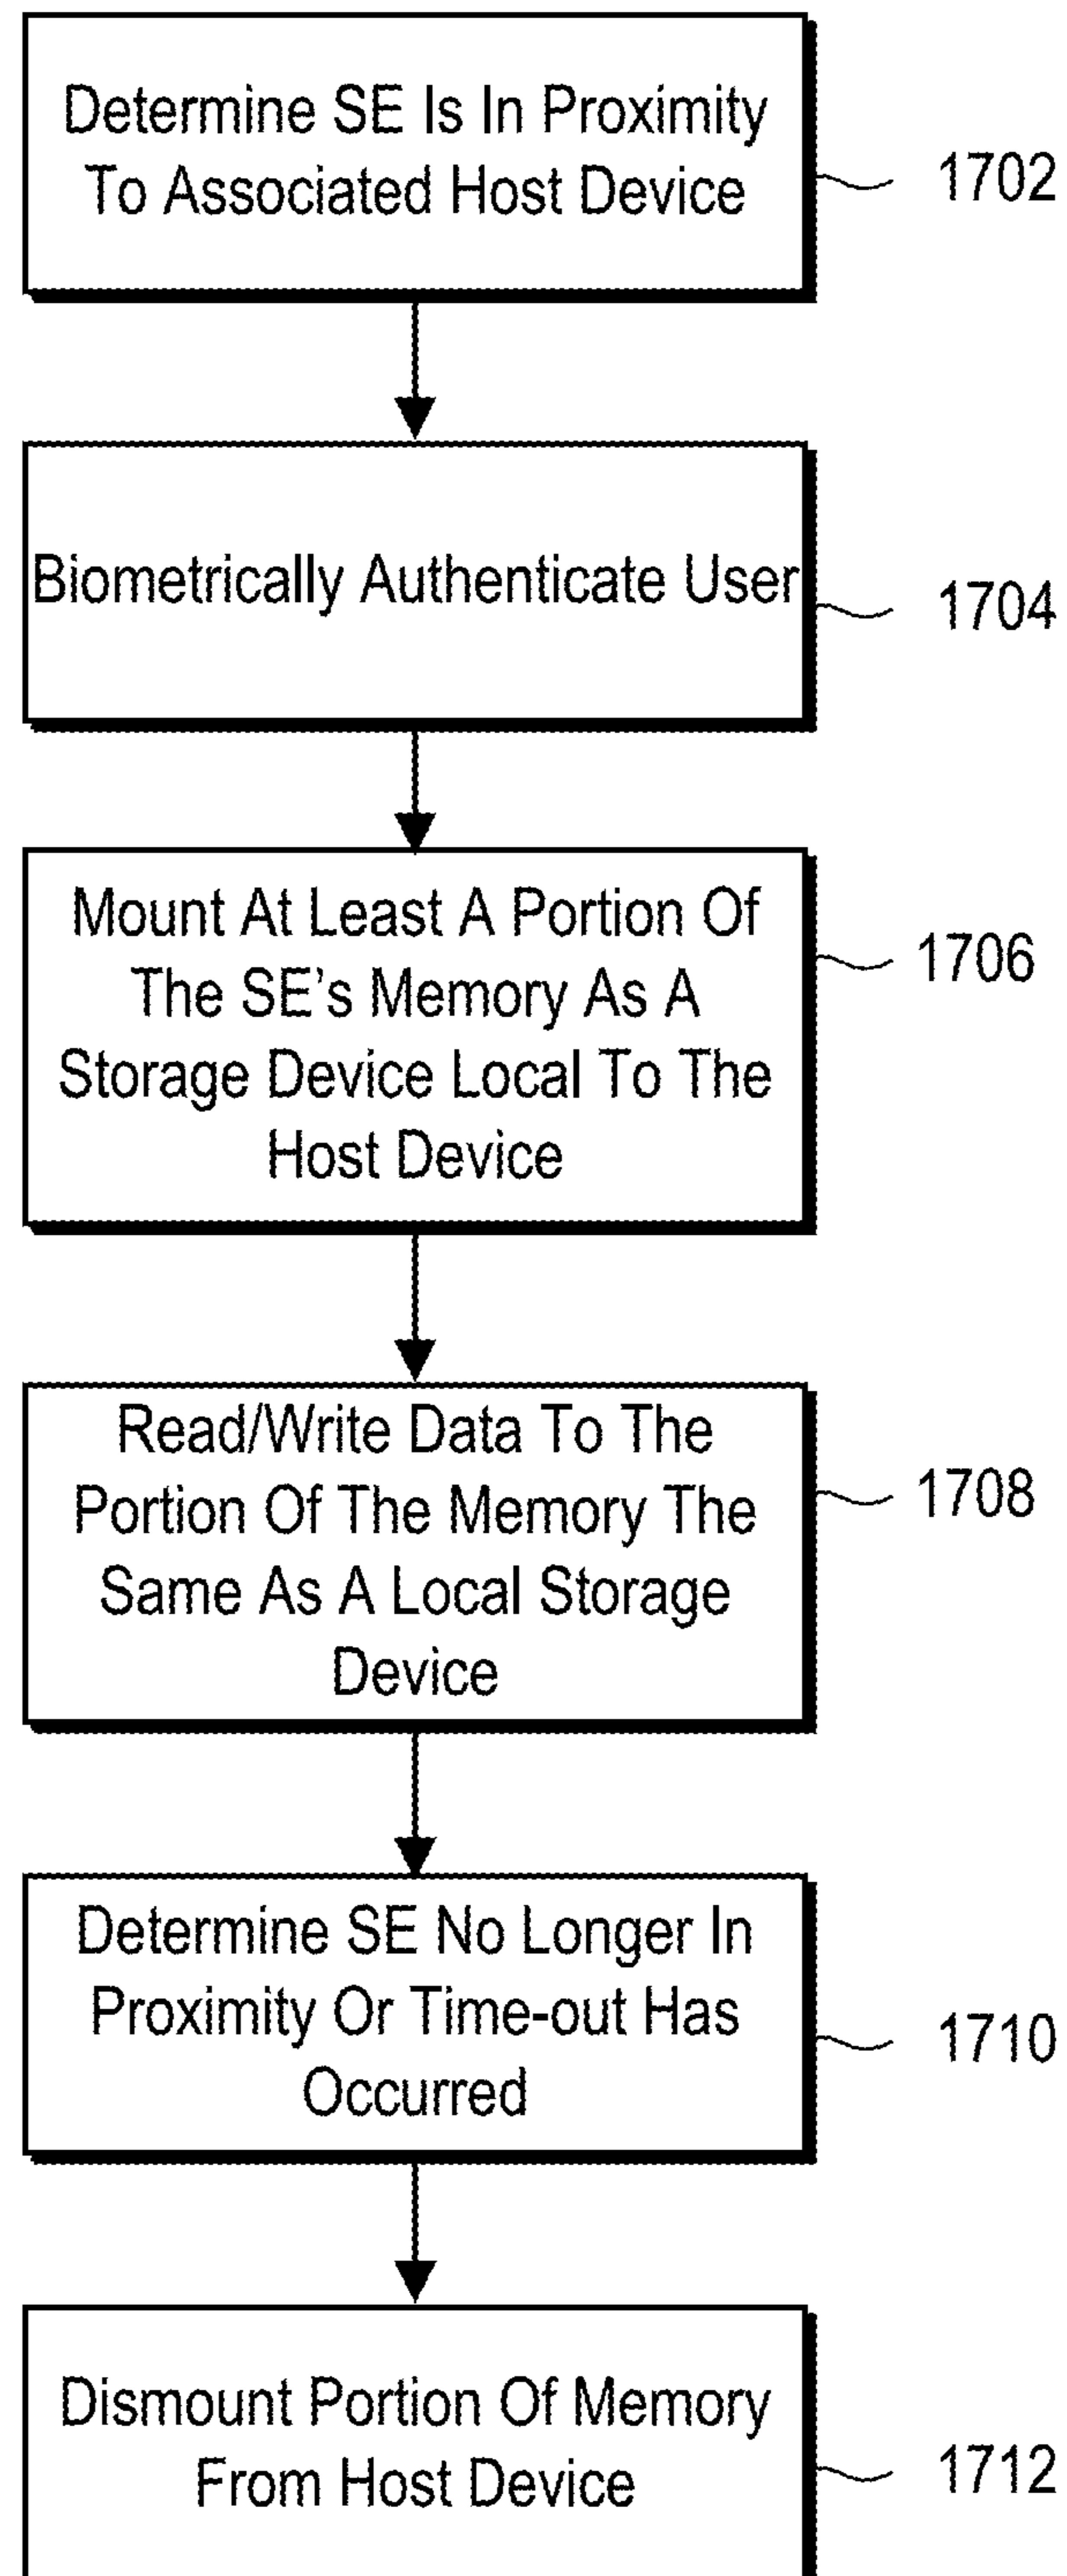 Determine SE Is In Proximity
To Associated Host Device
1702
Biometrically Authenticate User
1704
Mount At Least A Portion Of
The SE's Memory As A
Storage Device Local To The
Host Device
1706
Read/Write Data To The
Portion Of The Memory The
Same As A Local Storage
Device
1708
Determine SE No Longer In
Proximity Or Time-out Has
Occurred
1710
Dismount Portion Of Memory
From Host Device
1712